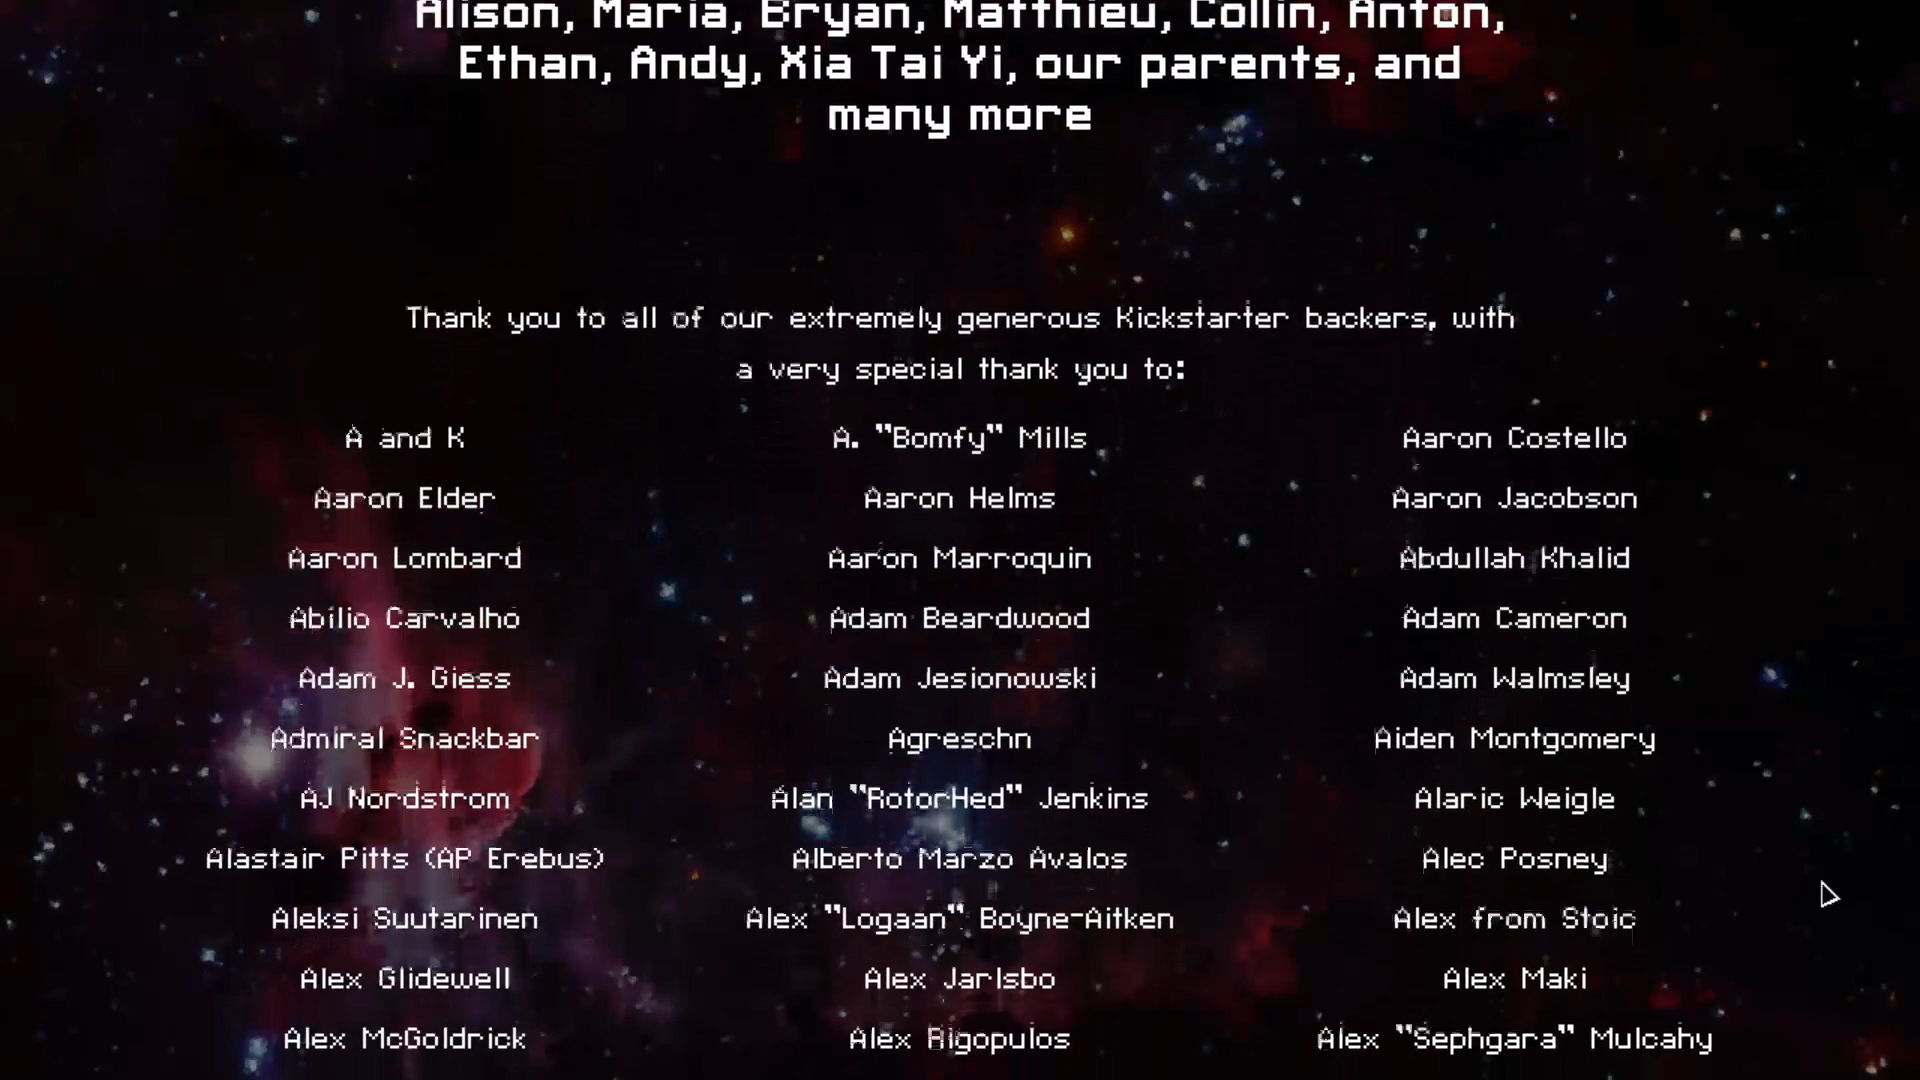 Alison, Maria, Bryan, Matthieu, Collin, Anton,
Ethan, Andy, Xia Tai Yi, our parents, and
many more
Thank you to all of our extremely generous Kickstarter backers, with
a very special thank you to:
A and K A. "Bomfy" Mills Aaron Costello
Aaron Elder Aaron Helms Aaron Jacobson
Aaron Lombard Aaron Marroquin Abdullah Khalid
Abilio Carvalho Adam Beardwood Adam Cameron
Adam J. Giess Adam Jesionowski Adam Walmsley
Admiral Snackbar Agreschn Aiden Montgomery
AJ Nordstrom Alan "RotorHed" Jenkins Alaric Weigle
Alastair Pitts (AP Erebus) Alberto Marzo Avalos Alec Posney
Aleksi Suutarinen Alex "Logaan" Boyne-Aitken Alex from Stoic
Alex Glidewell Alex Jarlsbo Alex Maki
Alex McGoldrick Alex Rigopulos Alex "Sephgara" Mulcahy